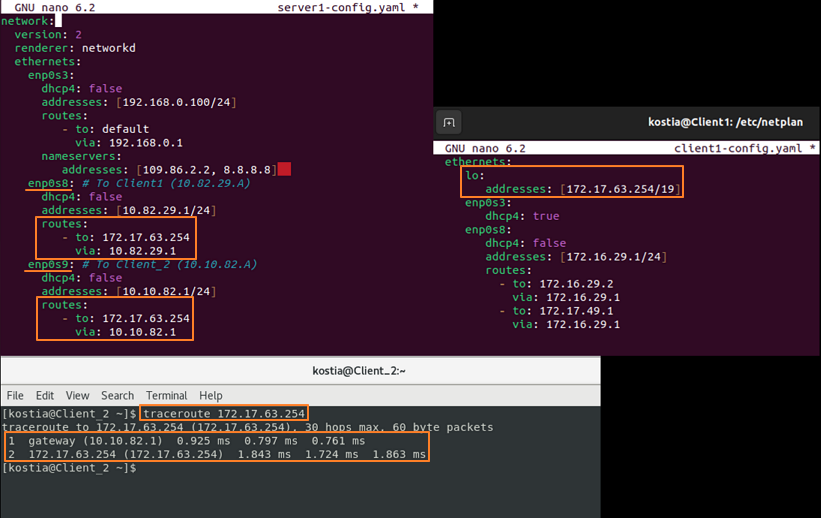 GNU nano 6.2 server1-config.yaml *
network:
version: 2
renderer: networkd
ethernets:
enp0s3:
dhcp4: false
addresses: [192.168.0.100/24]
routes:
- to: default
via: 192.168.0.1
nameservers:
addresses: [109.86.2.2, 8.8.8.8]
enp0s8: # To Client1 (10.82.29.A)
dhcp4: false
addresses: [10.82.29.1/24]
routes:
- to: 172.17.63.254
via: 10.82.29.1
enp0s9: # To Client_2 (10.10.82.A)
dhcp4: false
addresses: [10.10.82.1/24]
routes:
- to: 172.17.63.254
via: 10.10.82.1
kostia@Client1: /etc/netplan
GNU nano 6.2 client1-config.yaml *
ethernets:
lo:
addresses: [172.17.63.254/19]
enp0s3:
dhcp4: true
enp0s8:
dhcp4: false
addresses: [172.16.29.1/24]
routes:
- to: 172.16.29.2
via: 172.16.29.1
- to: 172.17.49.1
via: 172.16.29.1
kostia@Client_2:~
File Edit View Search Terminal Help
[kostia@Client_2 ~]$ traceroute 172.17.63.254
traceroute to 172.17.63.254 (172.17.63.254), 30 hops max, 60 byte packets
1 gateway (10.10.82.1) 0.925 ms 0.797 ms 0.761 ms
2 172.17.63.254 (172.17.63.254) 1.843 ms 1.724 ms 1.863 ms
[kostia@Client_2 ~]$